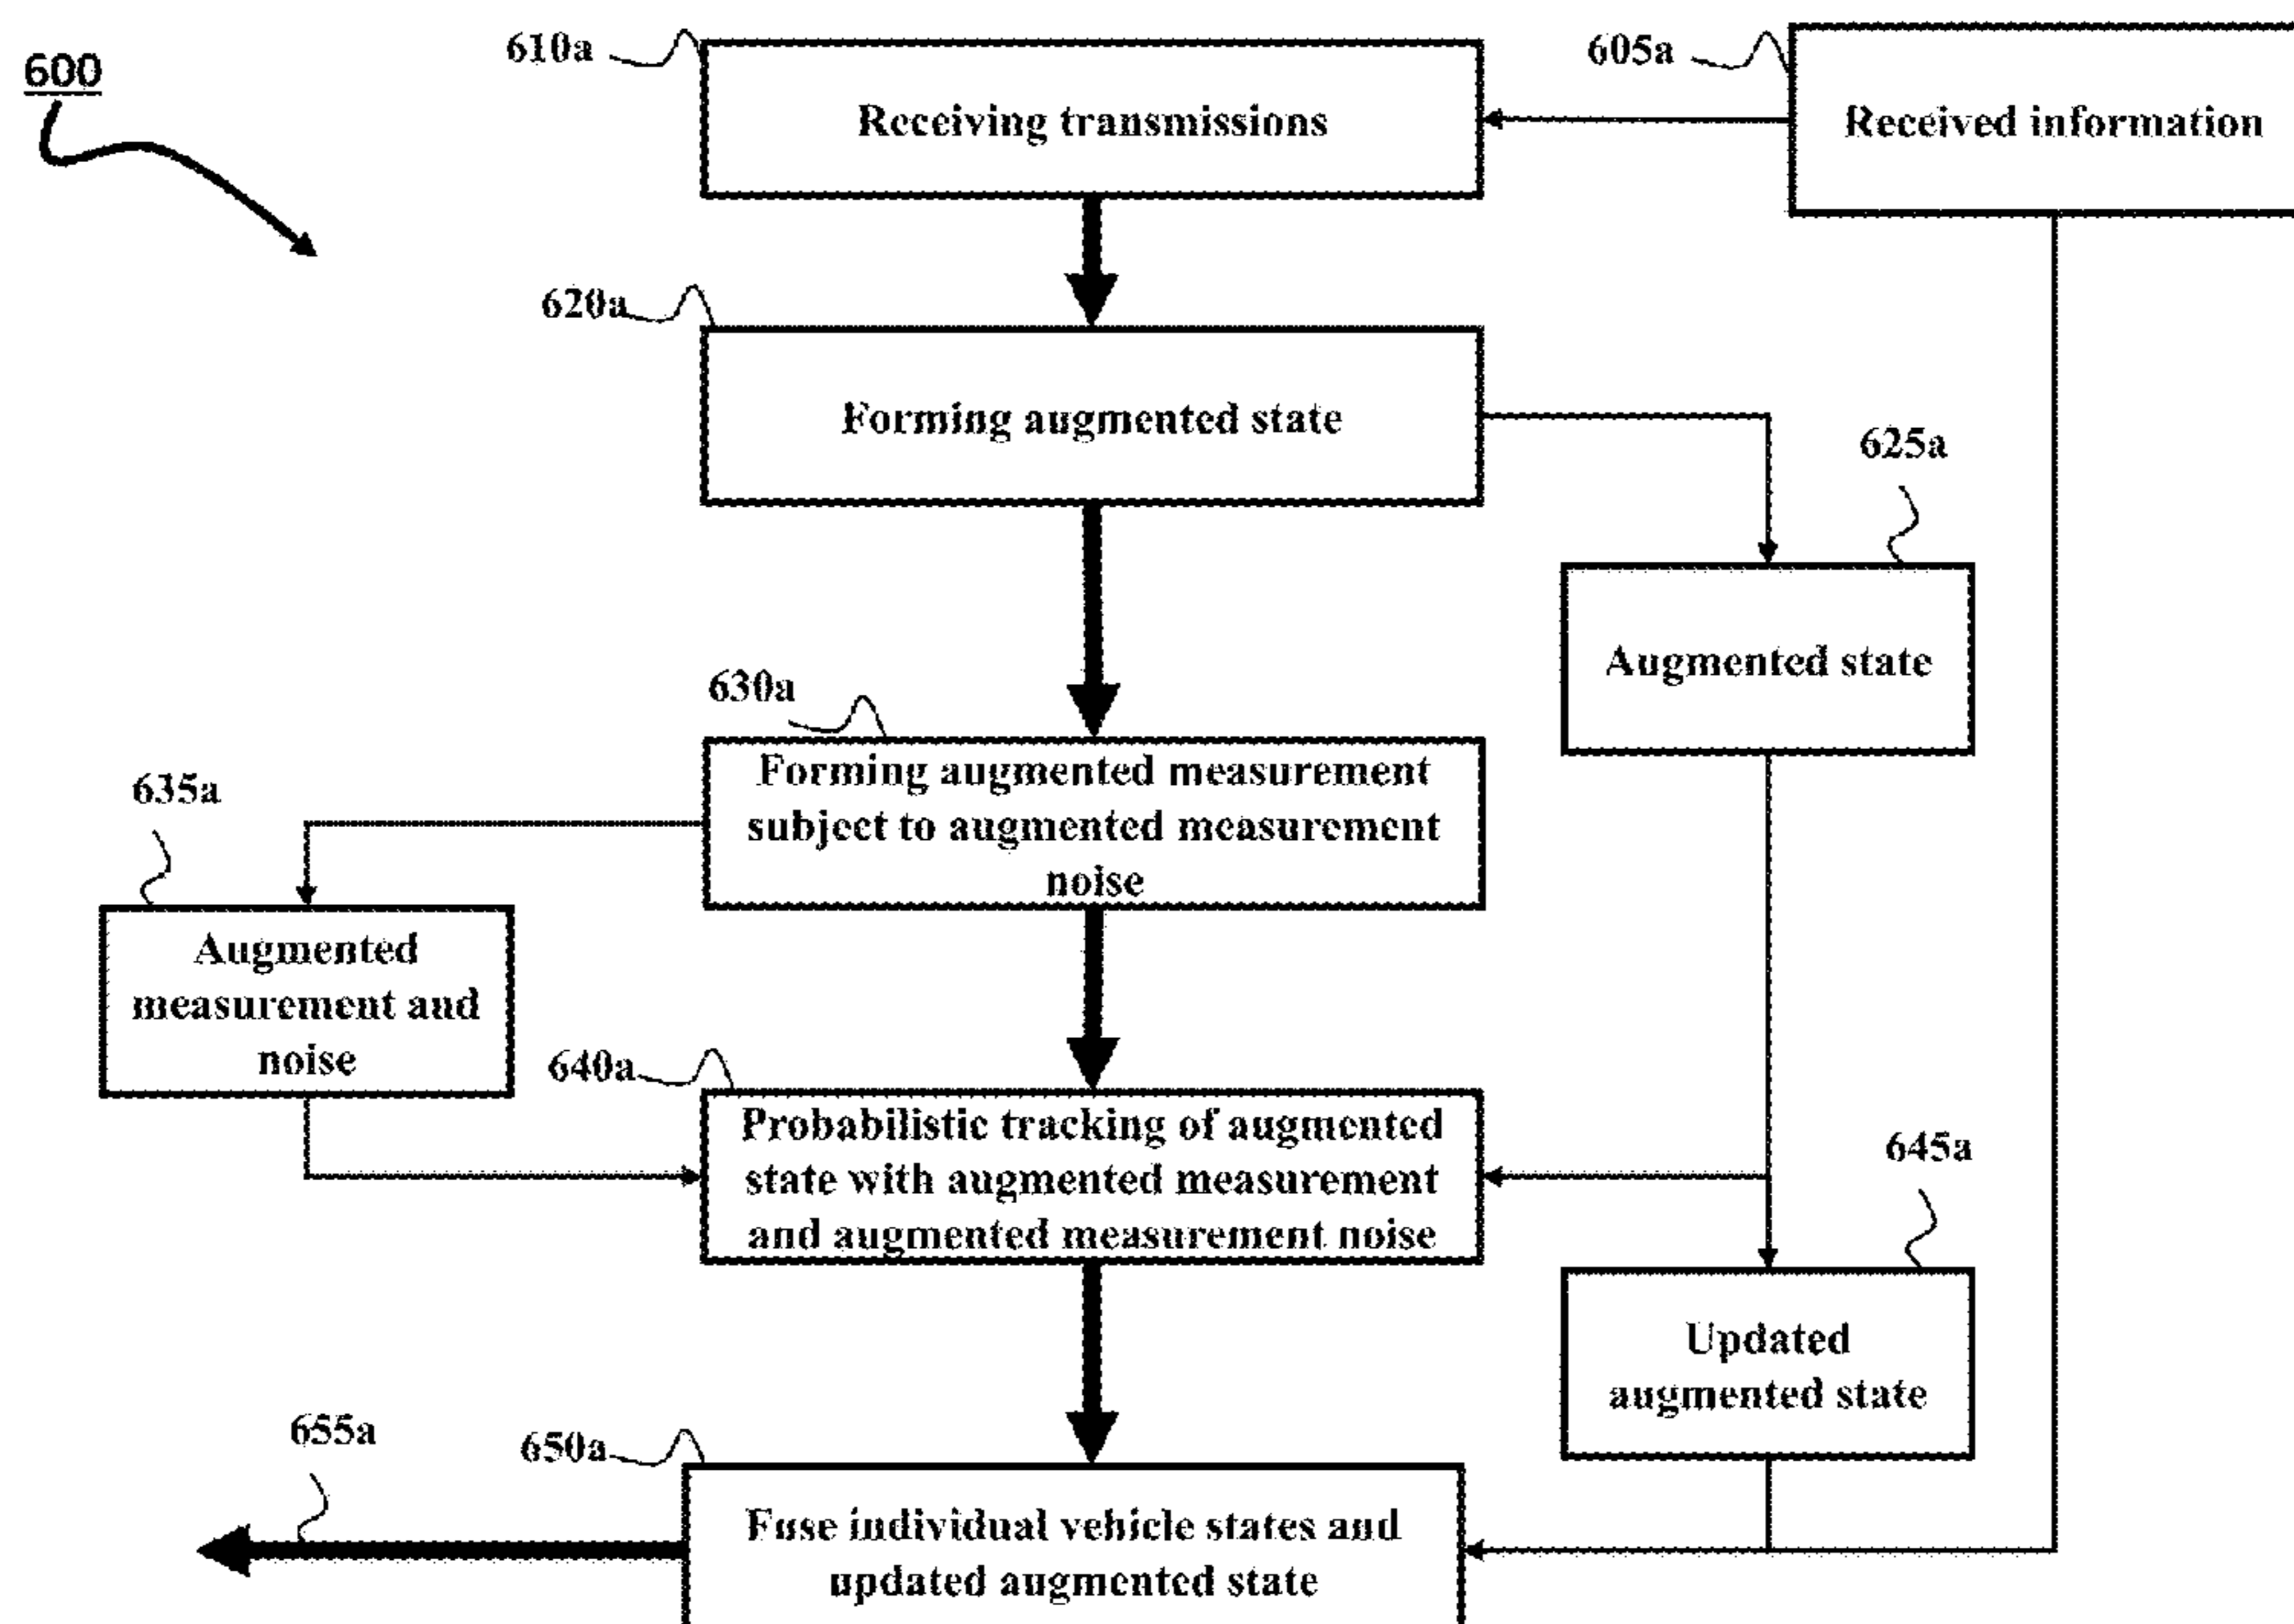 600
610a
Receiving transmissions
605a
Received information
620a
Forming augmented state
625a
Augmented state
630a
Forming augmented measurement
subject to augmented measurement
noise
635a
Augmented
measurement and
noise
640a
Probabilistic tracking of augmented
state with augmented measurement
and augmented measurement noise
645a
Updated
augmented state
655a
650a
Fuse individual vehicle states and
updated augmented state